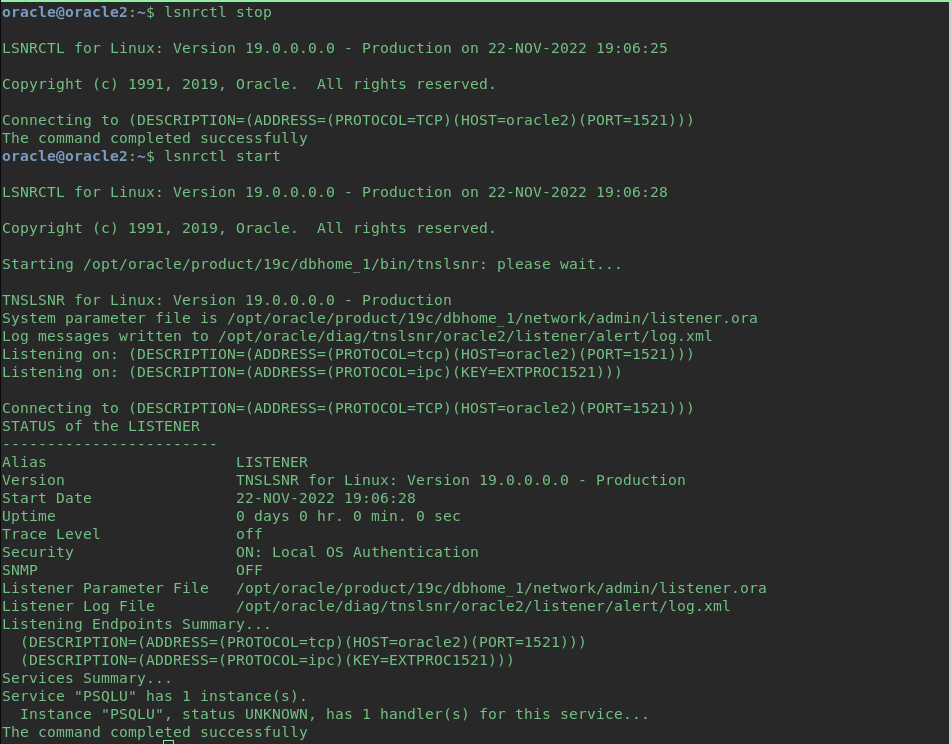 oracle@oracle2:~$ lsnrctl stop
LSNRCTL for Linux: Version 19.0.0.0.0 - Production on 22-NOV-2022 19:06:25
Copyright (c) 1991, 2019, Oracle.  All rights reserved.
Connecting to (DESCRIPTION=(ADDRESS=(PROTOCOL=TCP)(HOST=oracle2)(PORT=1521)))
The command completed successfully
oracle@oracle2:~$ lsnrctl start
LSNRCTL for Linux: Version 19.0.0.0.0 - Production on 22-NOV-2022 19:06:28
Copyright (c) 1991, 2019, Oracle.  All rights reserved.
Starting /opt/oracle/product/19c/dbhome_1/bin/tnslsnr: please wait...
TNSLSNR for Linux: Version 19.0.0.0.0 - Production
System parameter file is /opt/oracle/product/19c/dbhome_1/network/admin/listener.ora
Log messages written to /opt/oracle/diag/tnslsnr/oracle2/listener/alert/log.xml
Listening on: (DESCRIPTION=(ADDRESS=(PROTOCOL=tcp)(HOST=oracle2)(PORT=1521)))
Listening on: (DESCRIPTION=(ADDRESS=(PROTOCOL=ipc)(KEY=EXTPROC1521)))
Connecting to (DESCRIPTION=(ADDRESS=(PROTOCOL=TCP)(HOST=oracle2)(PORT=1521)))
STATUS of the LISTENER
------------------------
Alias                     LISTENER
Version                   TNSLSNR for Linux: Version 19.0.0.0.0 - Production
Start Date                22-NOV-2022 19:06:28
Uptime                    0 days 0 hr. 0 min. 0 sec
Trace Level               off
Security                  ON: Local OS Authentication
SNMP                      OFF
Listener Parameter File   /opt/oracle/product/19c/dbhome_1/network/admin/listener.ora
Listener Log File         /opt/oracle/diag/tnslsnr/oracle2/listener/alert/log.xml
Listening Endpoints Summary...
  (DESCRIPTION=(ADDRESS=(PROTOCOL=tcp)(HOST=oracle2)(PORT=1521)))
  (DESCRIPTION=(ADDRESS=(PROTOCOL=ipc)(KEY=EXTPROC1521)))
Services Summary...
Service "PSQLU" has 1 instance(s).
  Instance "PSQLU", status UNKNOWN, has 1 handler(s) for this service...
The command completed successfully